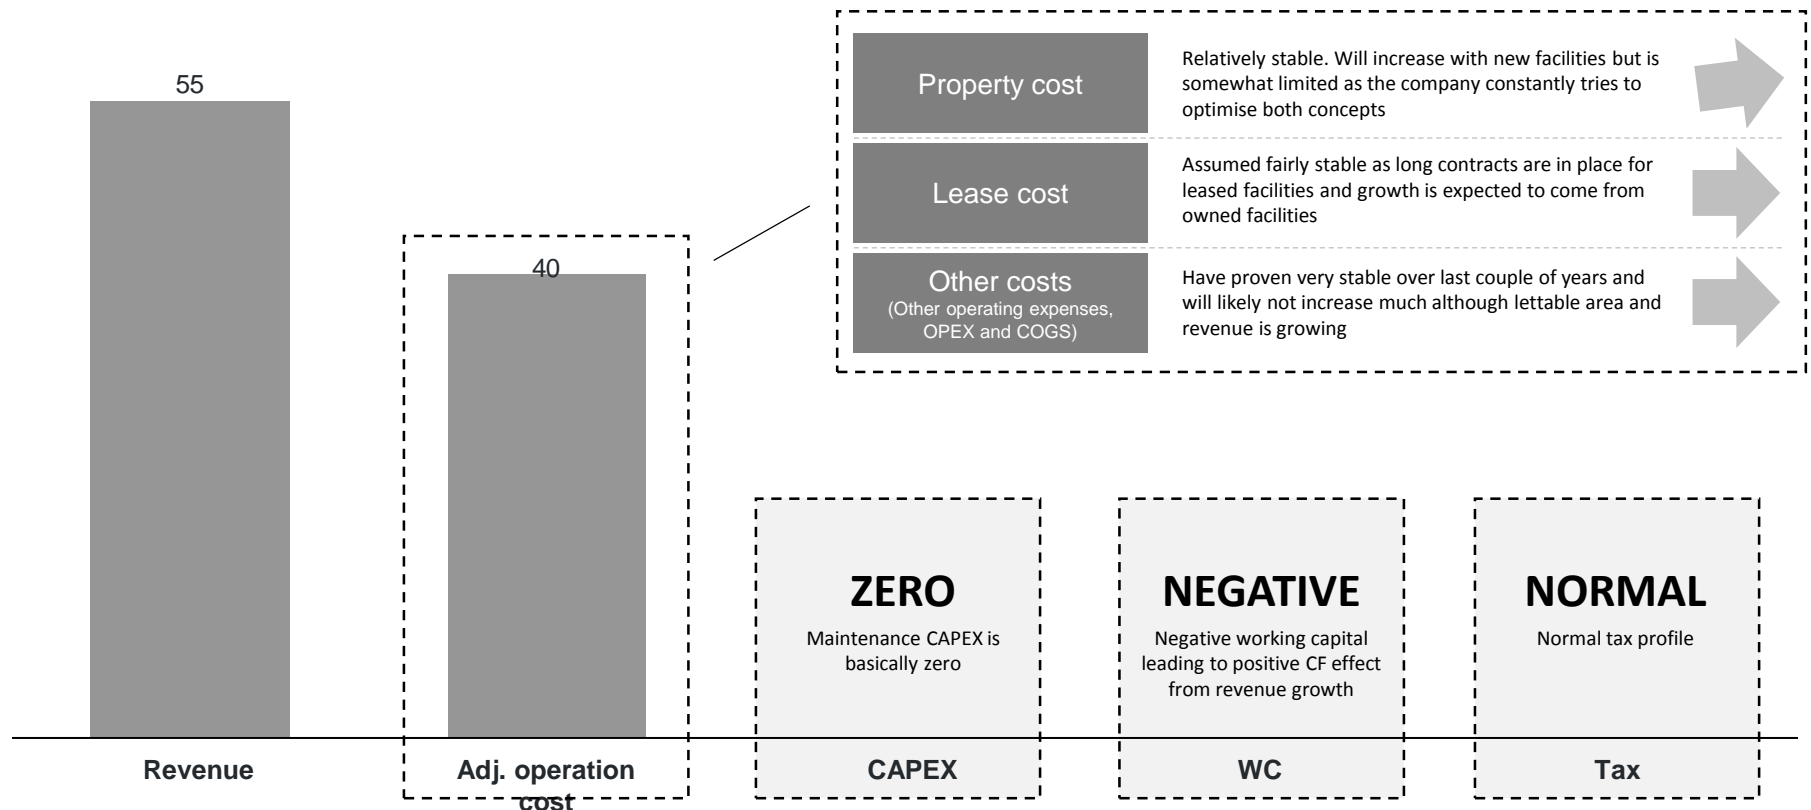 55
40
Property cost
Relatively stable. Will increase with new facilities but is
somewhat limited as the company constantly tries to
optimise both concepts
Lease cost
Assumed fairly stable as long contracts are in place for
leased facilities and growth is expected to come from
owned facilities
Other costs
(Other operating expenses,
OPEX and COGS)
Have proven very stable over last couple of years and
will likely not increase much although lettable area and
revenue is growing
ZERO
Maintenance CAPEX is
basically zero
NEGATIVE
Negative working capital
leading to positive CF effect
from revenue growth
NORMAL
Normal tax profile
Revenue
Adj. operation
cost
CAPEX
WC
Tax